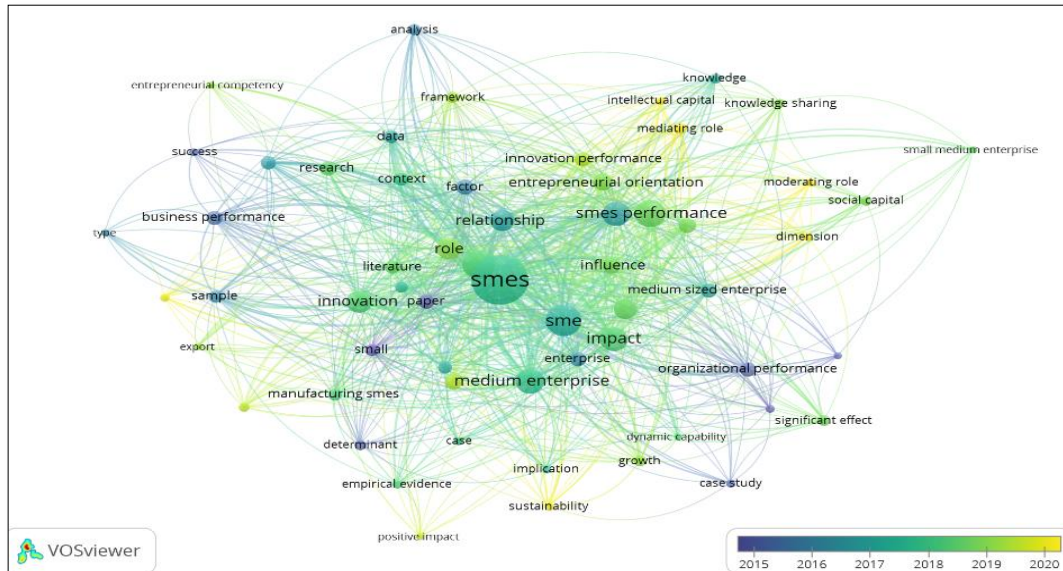 analysis
knowledge
entrepreneurial competency
framework
intellectual capital
knowledge sharing
mediating role
data
success
research
innovation performance
small medium enterprise
context
factor
entrepreneurial orientation
moderating role
social capital
business performance
relationship
smes performance
type
role
dimension
literature
influence
smes
sample
innovation
paper
medium sized enterprise
sme
impact
export
small
enterprise
organizational performance
manufacturing smes
medium enterprise
significant effect
determinant
case
dynamic capability
growth
empirical evidence
implication
case study
sustainability
positive impact
VOSviewer
2015 2016 2017 2018 2019 2020